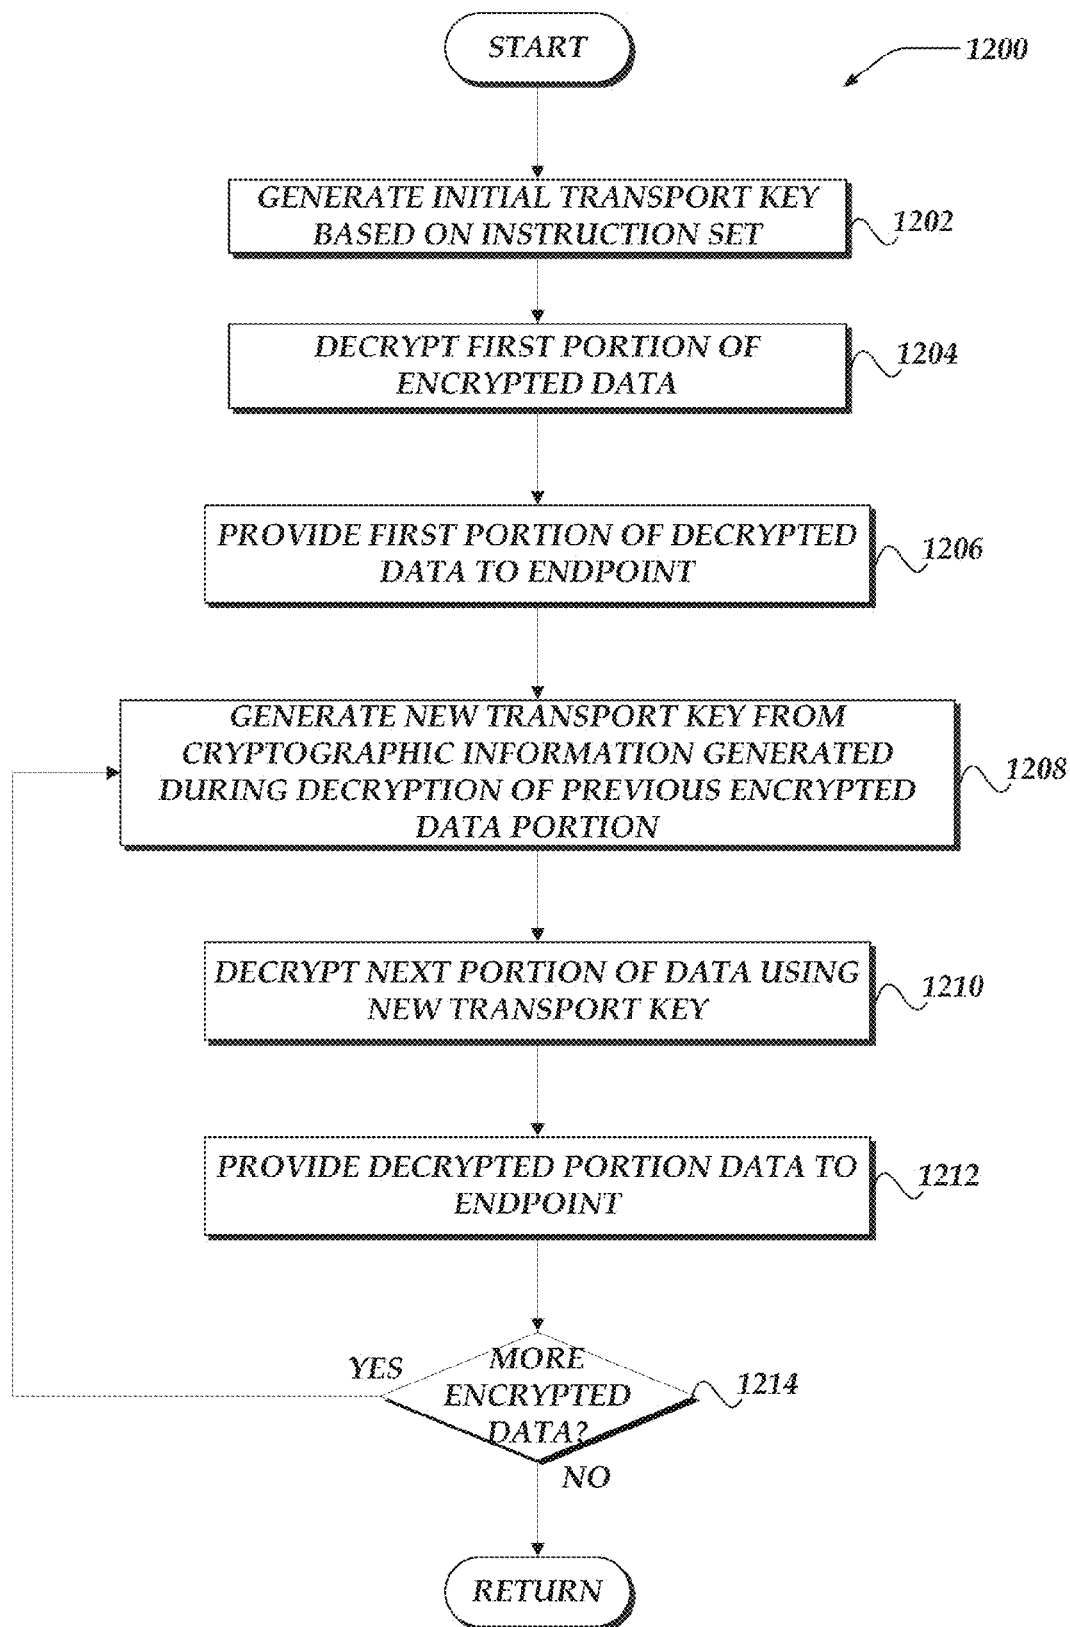 START
1200
GENERATE INITIAL TRANSPORT KEY
BASED ON INSTRUCTION SET
1202
DECRYPT FIRST PORTION OF
ENCRYPTED DATA
1204
PROVIDE FIRST PORTION OF DECRYPTED
DATA TO ENDPOINT
1206
GENERATE NEW TRANSPORT KEY FROM
CRYPTOGRAPHIC INFORMATION GENERATED
DURING DECRYPTION OF PREVIOUS ENCRYPTED
DATA PORTION
1208
DECRYPT NEXT PORTION OF DATA USING
NEW TRANSPORT KEY
1210
PROVIDE DECRYPTED PORTION DATA TO
ENDPOINT
1212
YES
MORE
ENCRYPTED
DATA?
1214
NO
RETURN